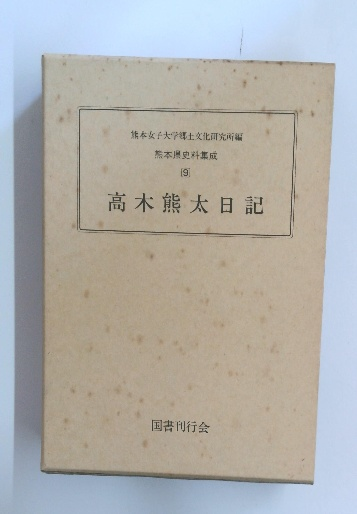 熊本女子大学郷土文化研究所編
熊本県史料集成
[9]
高木熊太日記
国書刊行会